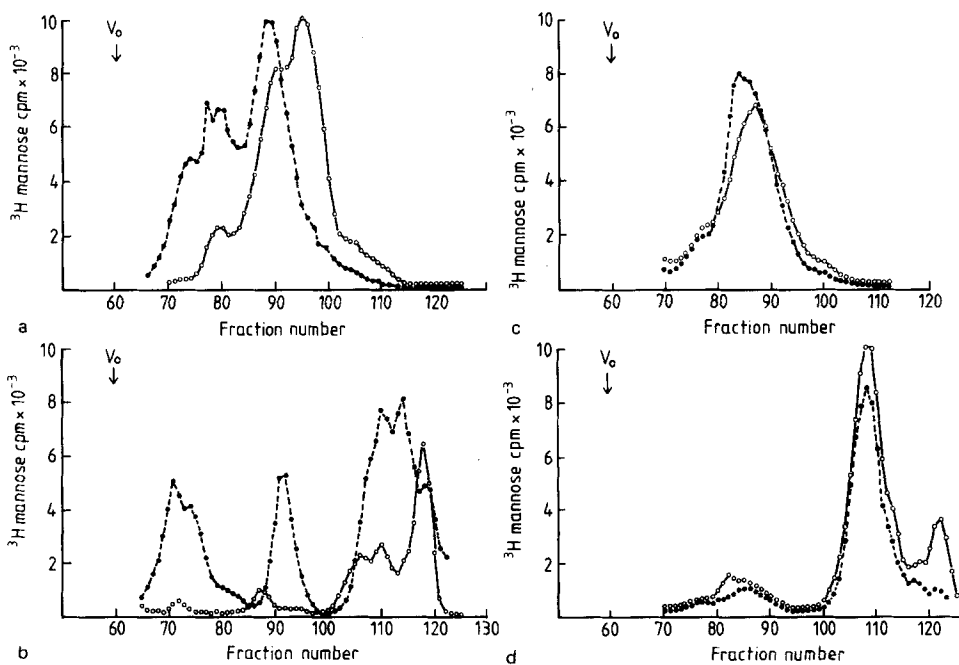 V₀
³H mannose cpm × 10⁻³
10
8
6
4
2
60 70 80 90 100 110 120 130
Fraction number
a
V₀
³H mannose cpm × 10⁻³
10
8
6
4
2
60 70 80 90 100 110 120
Fraction number
c
V₀
³H mannose cpm × 10⁻³
10
8
6
4
2
60 70 80 90 100 110 120 130
Fraction number
b
V₀
³H mannose cpm × 10⁻³
10
8
6
4
2
60 70 80 90 100 110 120
Fraction number
d